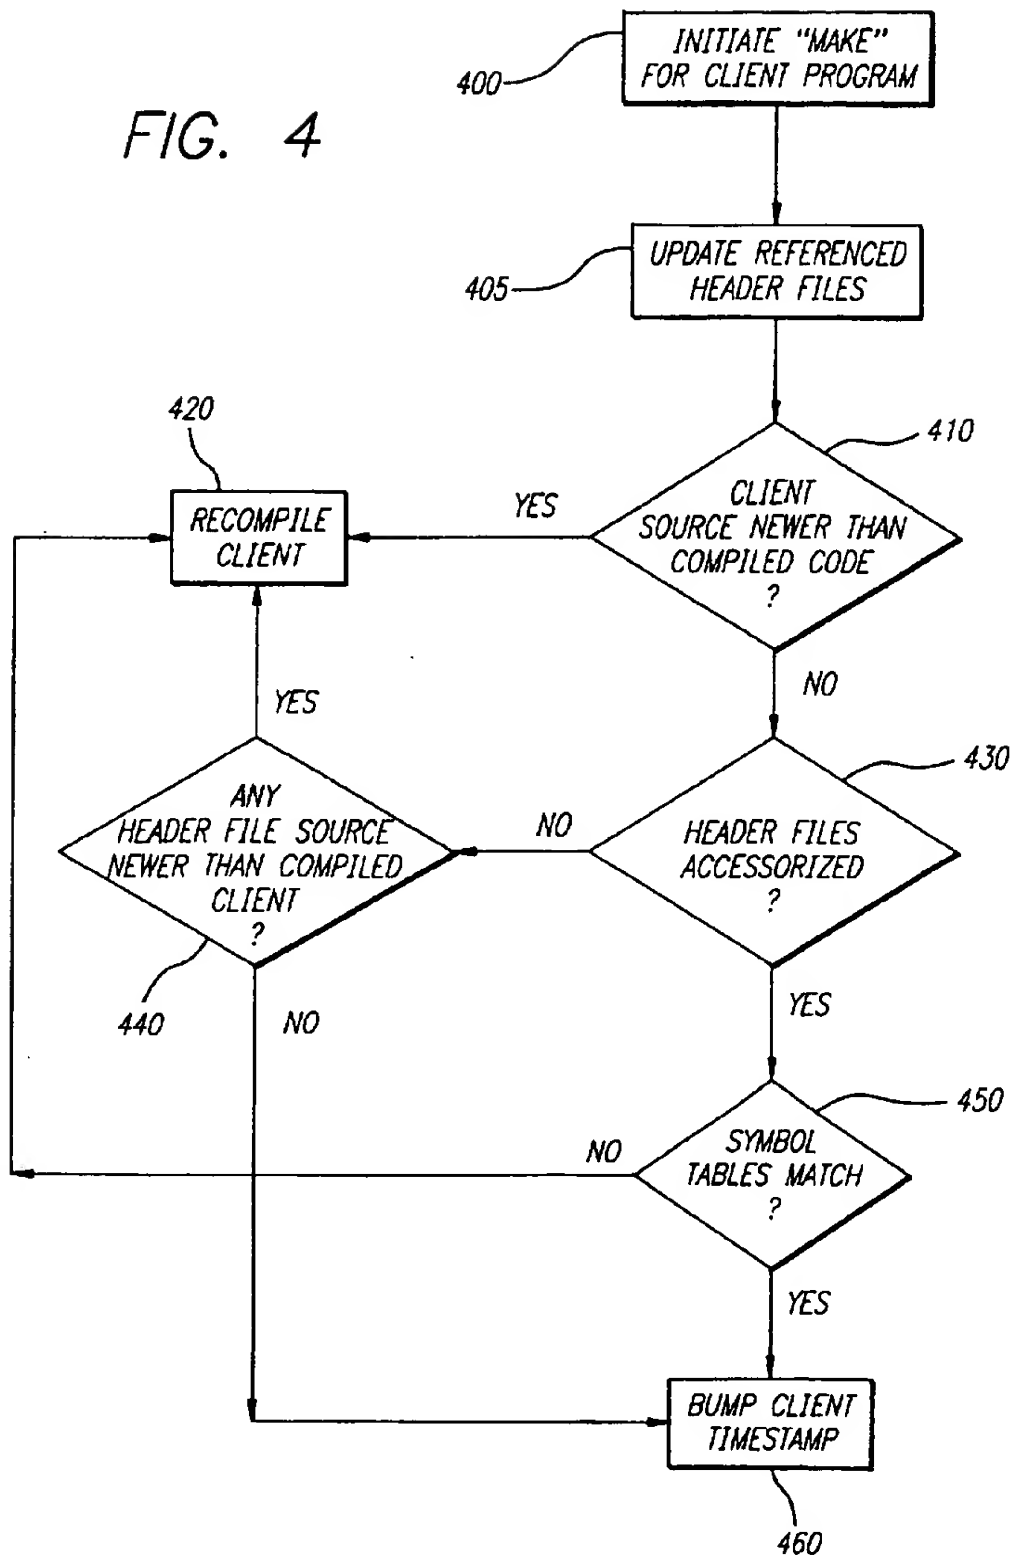 INITIATE "MAKE"
FOR CLIENT PROGRAM
400
FIG. 4
UPDATE REFERENCED
HEADER FILES
405
420
410
RECOMPILE
CLIENT
YES
CLIENT
SOURCE NEWER THAN
COMPILED CODE
?
NO
YES
430
ANY
HEADER FILE SOURCE
NEWER THAN COMPILED
CLIENT
?
NO
HEADER FILES
ACCESSORIZED
?
440
NO
YES
450
NO
SYMBOL
TABLES MATCH
?
YES
BUMP CLIENT
TIMESTAMP
460